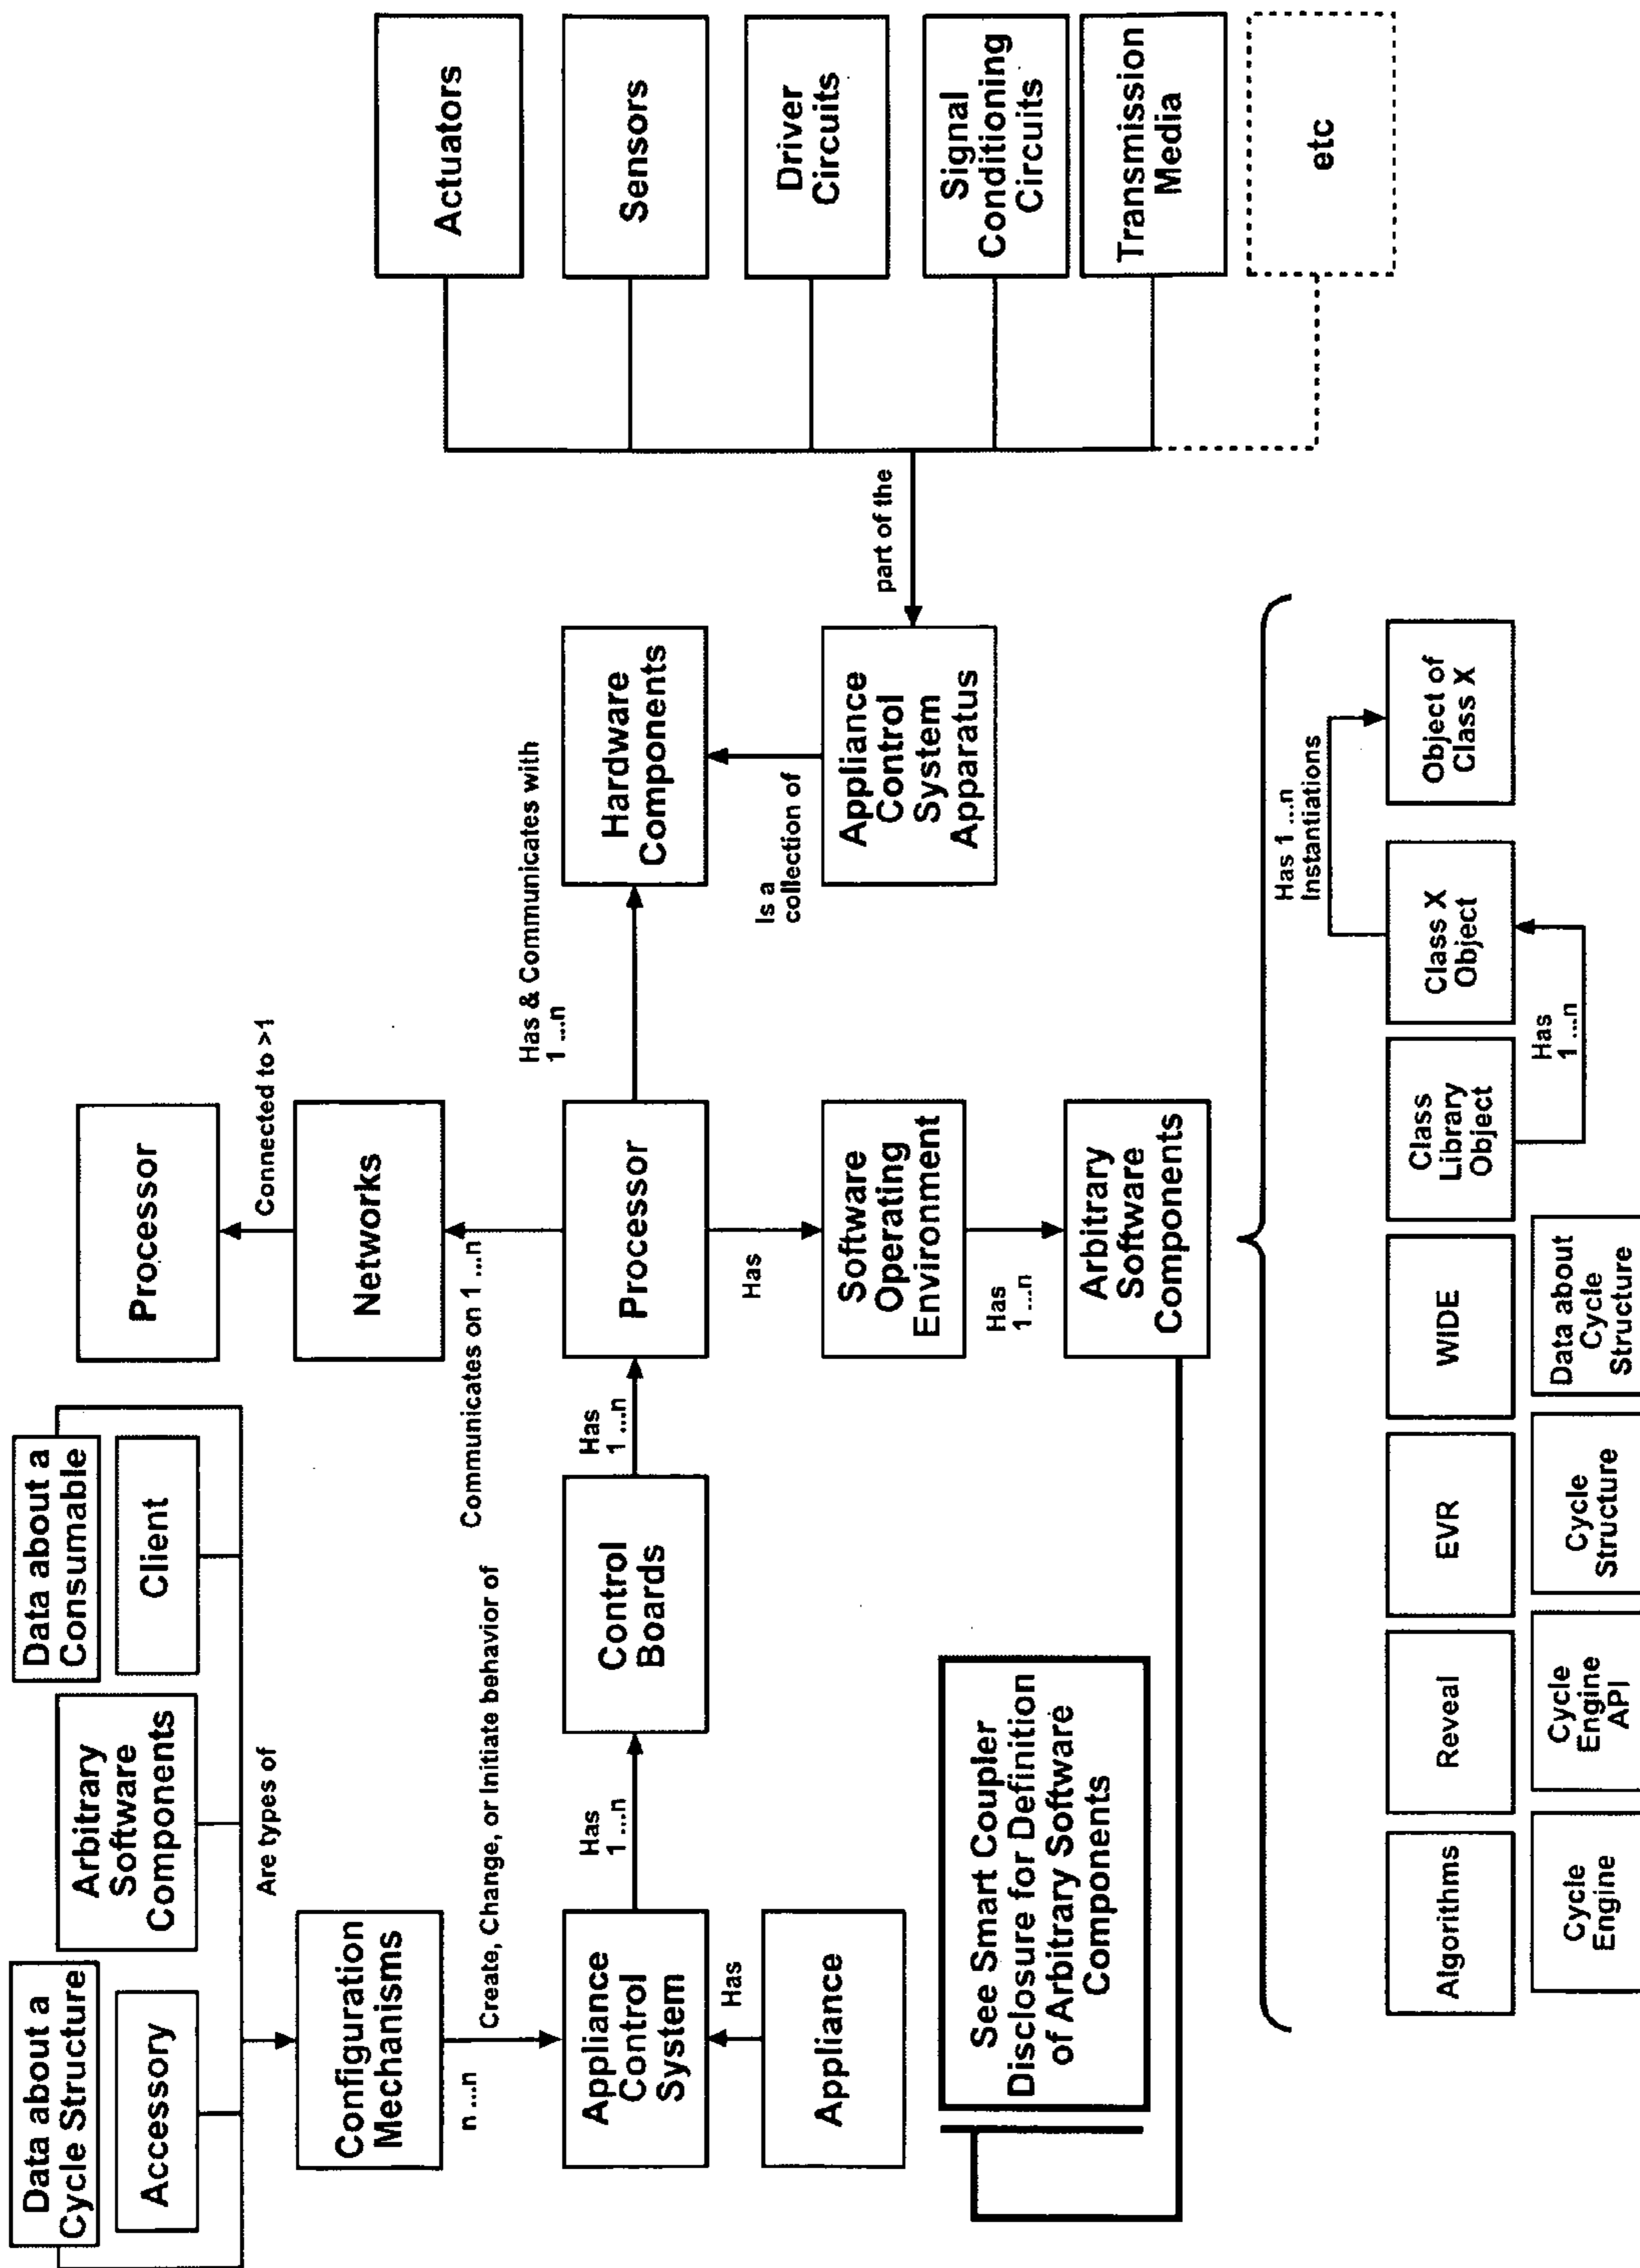 Data about a
Cycle Structure
Accessory
Arbitrary
Software
Components
Data about a
Consumable
Client
Are types of
Configuration
Mechanisms
n ...n
Create, Change, or Initiate behavior of
Appliance
Control
System
Has
Appliance
Has
1 ...n
Control
Boards
Has
1 ...n
Processor
Communicates on 1 ...n
Networks
Connected to >1
Processor
Has & Communicates with
1 ...n
Hardware
Components
Is a
collection of
Appliance
Control
System
Apparatus
part of the
Actuators
Sensors
Driver
Circuits
Signal
Conditioning
Circuits
Transmission
Media
etc
Has
Software
Operating
Environment
Has
1 ...n
Arbitrary
Software
Components
See Smart Coupler
Disclosure for Definition
of Arbitrary Software
Components
Algorithms
Reveal
EVR
WIDE
Class
Library
Object
Has
1 ...n
Class X
Object
Has 1 ...n
Instantiations
Object of
Class X
Cycle
Engine
Cycle
Engine
API
Cycle
Structure
Data about
Cycle
Structure